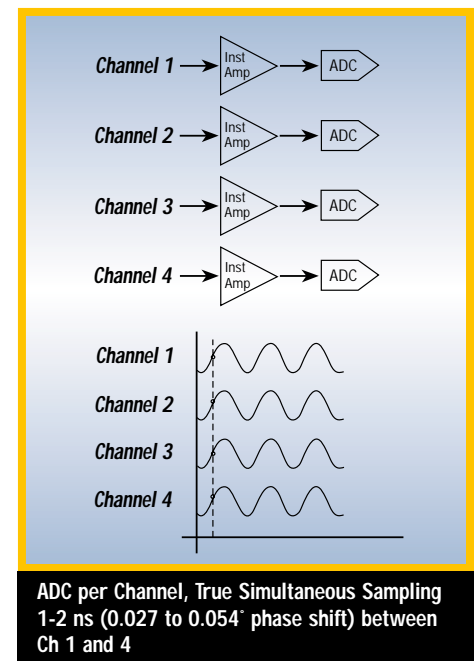 Channel 1
Inst
Amp
ADC
Channel 2
Inst
Amp
ADC
Channel 3
Inst
Amp
ADC
Channel 4
Inst
Amp
ADC
Channel 1
Channel 2
Channel 3
Channel 4
ADC per Channel, True Simultaneous Sampling
1-2 ns (0.027 to 0.054° phase shift) between
Ch 1 and 4